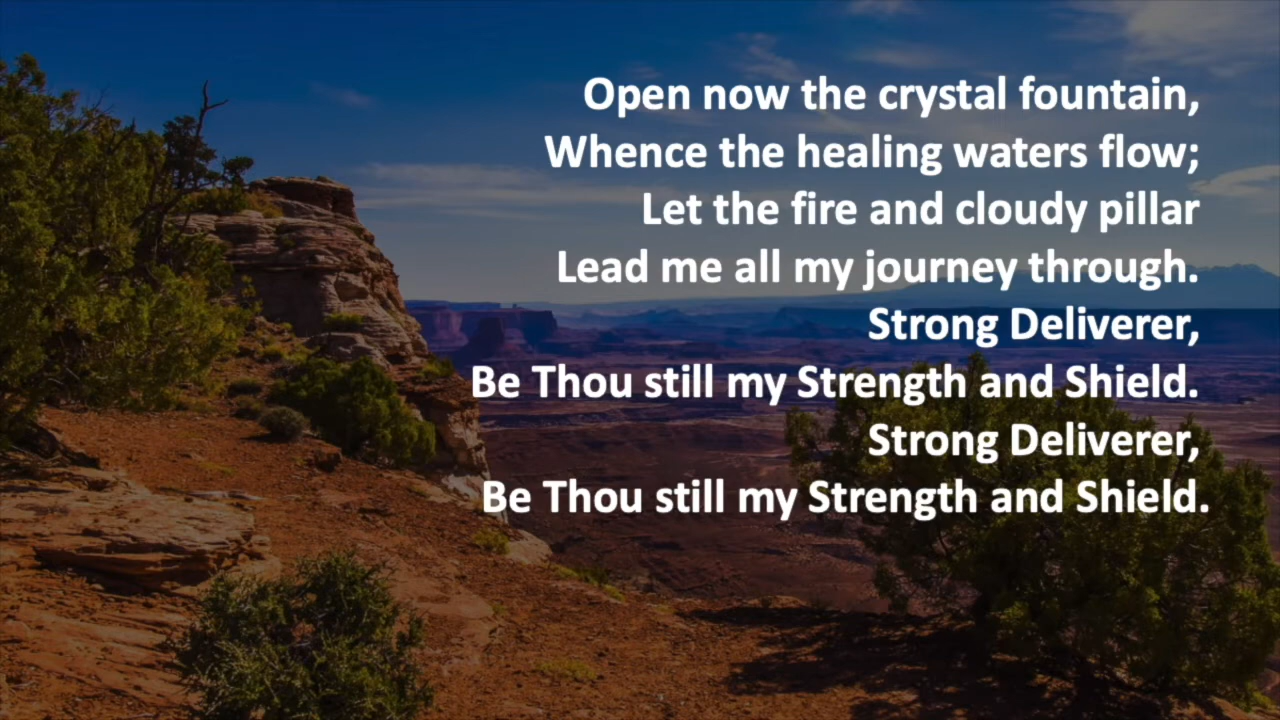 Open now the crystal fountain,
Whence the healing waters flow;
Let the fire and cloudy pillar
Lead me all my journey through.
Strong Deliverer,
Be Thou still my Strength and Shield.
Strong Deliverer,
Be Thou still my Strength and Shield.